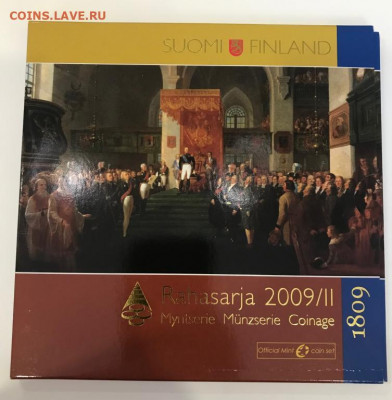 COINS.LAVE.RU
SUOMI FINLAND
Rahasarja 2009/II
Myntserie Münzserie Coinage
1809
Official Mint coin set